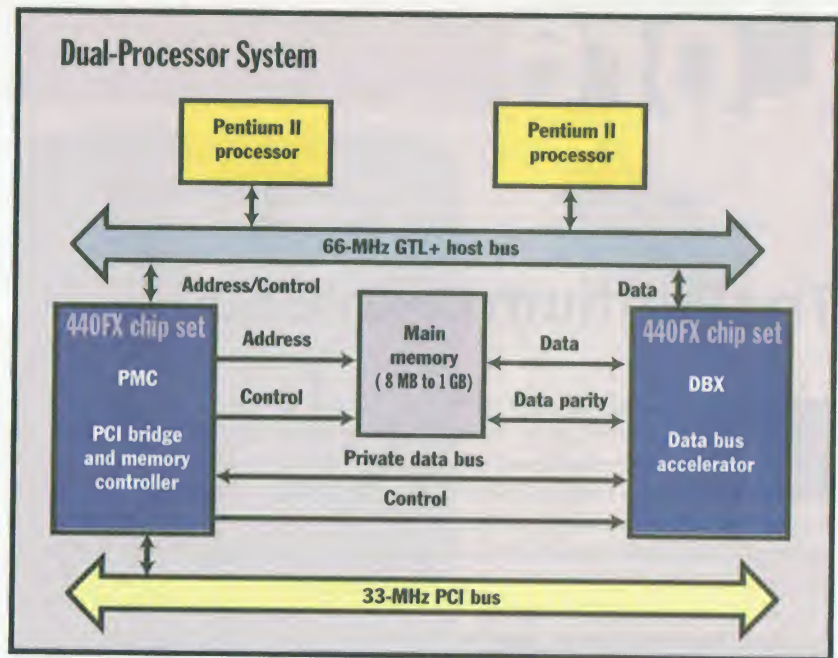 Dual-Processor System
Pentium II
processor
Pentium II
processor
66-MHz GTL+ host bus
Address/Control
Data
440FX chip set
PMC
PCI bridge
and memory
controller
Address
Control
Main
memory
( 8 MB to 1 GB)
Data
Data parity
Private data bus
Control
440FX chip set
DBX
Data bus
accelerator
33-MHz PCI bus